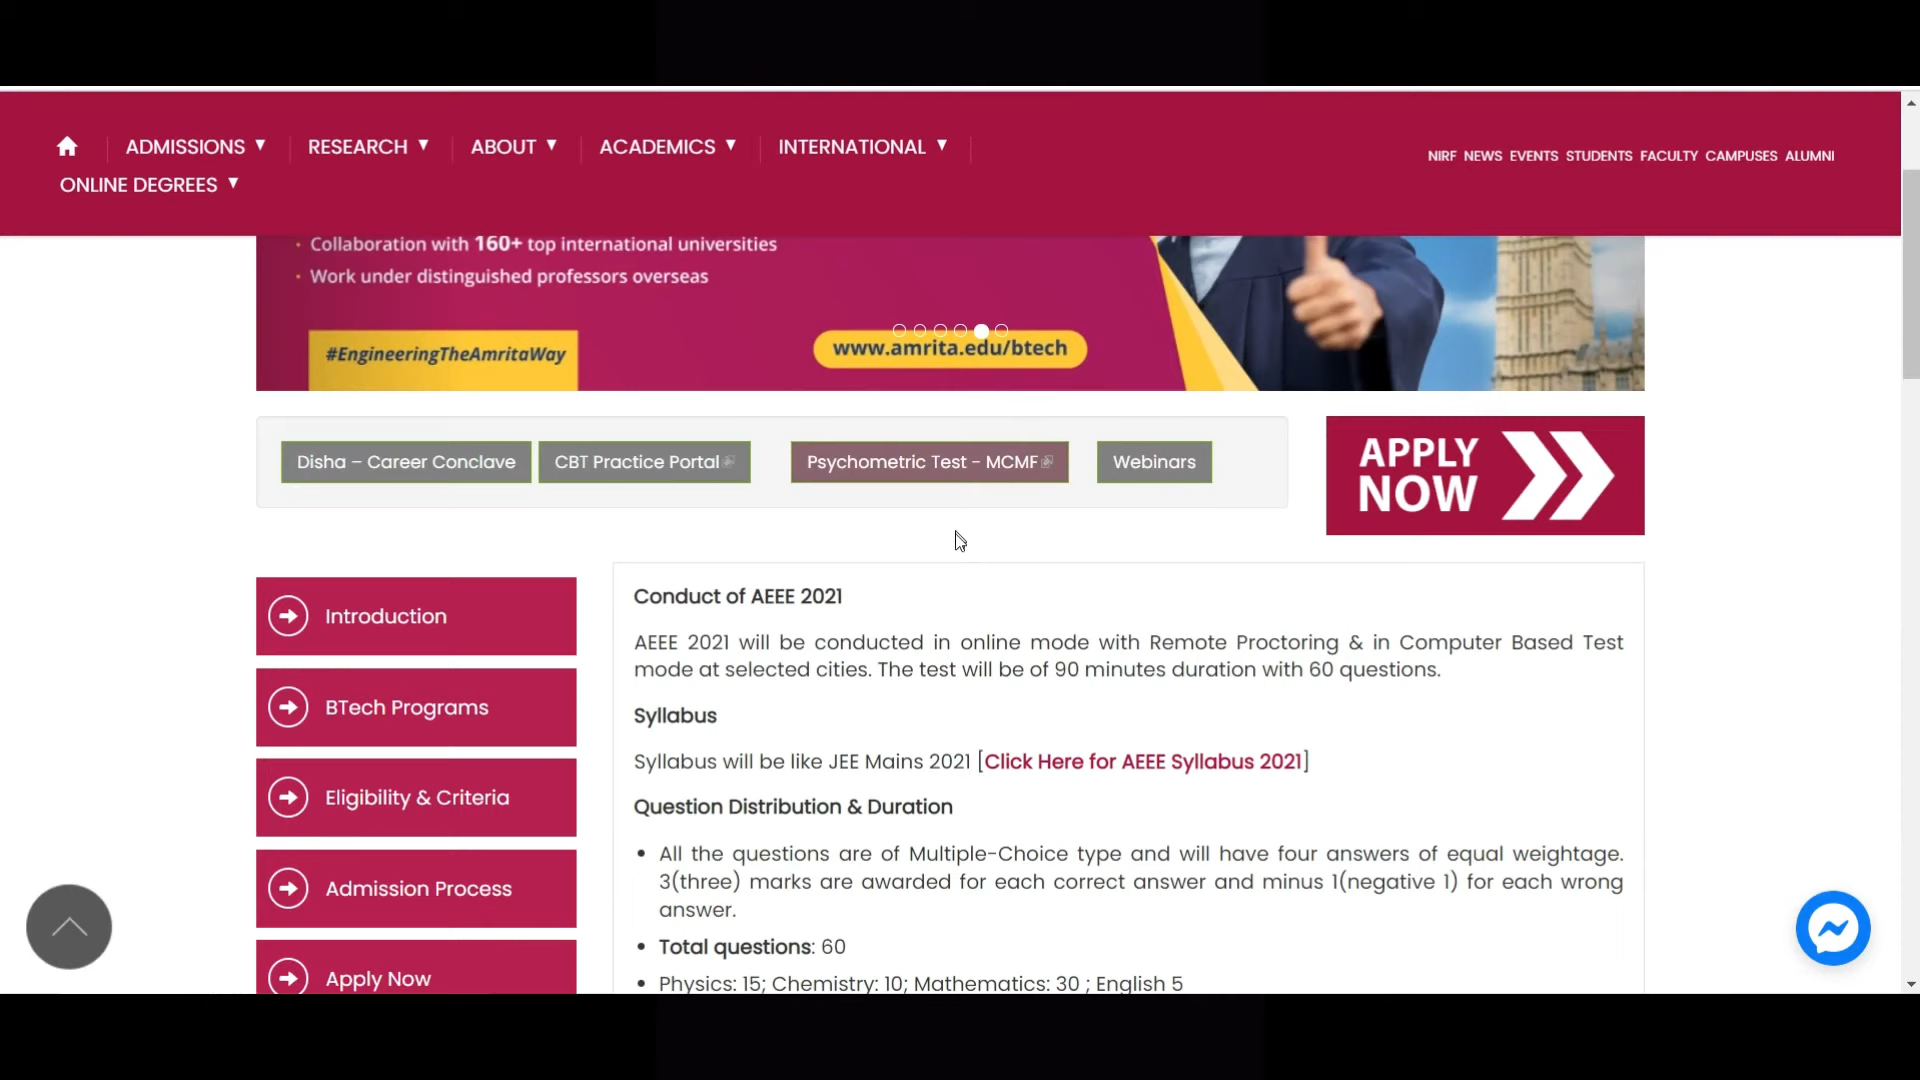 ADMISSIONS ▼ RESEARCH ▼ ABOUT ▼ ACADEMICS ▼ INTERNATIONAL ▼
NIRF NEWS EVENTS STUDENTS FACULTY CAMPUSES ALUMNI
ONLINE DEGREES ▼
• Collaboration with 160+ top international universities
• Work under distinguished professors overseas
#EngineeringTheAmritaWay
www.amrita.edu/btech
Disha – Career Conclave
CBT Practice Portal
Psychometric Test - MCMF
Webinars
APPLY
NOW
Introduction
BTech Programs
Eligibility & Criteria
Admission Process
Apply Now
Conduct of AEEE 2021
AEEE 2021 will be conducted in online mode with Remote Proctoring & in Computer Based Test
mode at selected cities. The test will be of 90 minutes duration with 60 questions.
Syllabus
Syllabus will be like JEE Mains 2021 [Click Here for AEEE Syllabus 2021]
Question Distribution & Duration
• All the questions are of Multiple-Choice type and will have four answers of equal weightage.
3(three) marks are awarded for each correct answer and minus 1(negative 1) for each wrong
answer.
• Total questions: 60
• Physics: 15; Chemistry: 10; Mathematics: 30 ; English 5